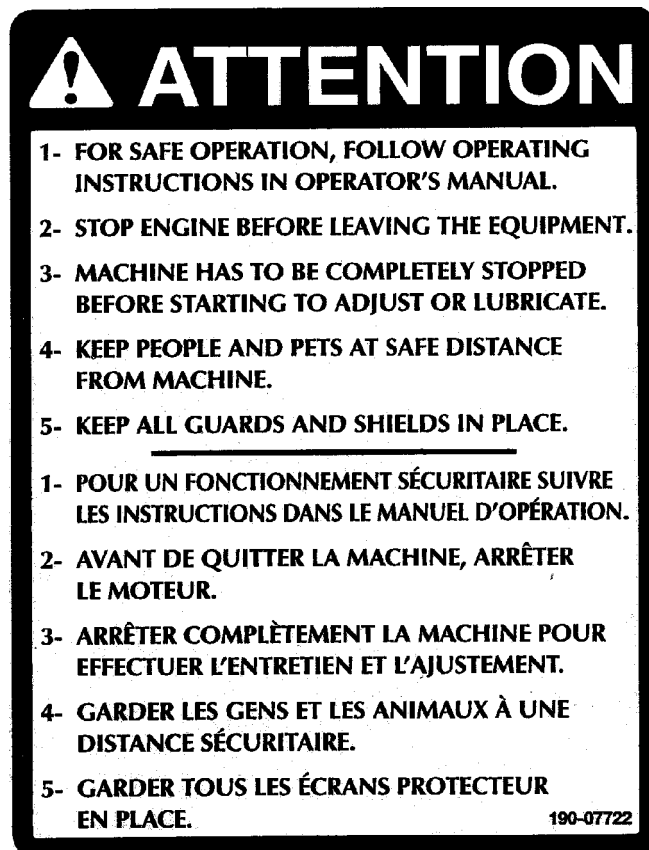 ATTENTION
1- FOR SAFE OPERATION, FOLLOW OPERATING
INSTRUCTIONS IN OPERATOR'S MANUAL.
2- STOP ENGINE BEFORE LEAVING THE EQUIPMENT.
3- MACHINE HAS TO BE COMPLETELY STOPPED
BEFORE STARTING TO ADJUST OR LUBRICATE.
4- KEEP PEOPLE AND PETS AT SAFE DISTANCE
FROM MACHINE.
5- KEEP ALL GUARDS AND SHIELDS IN PLACE.
1- POUR UN FONCTIONNEMENT SÉCURITAIRE SUIVRE
LES INSTRUCTIONS DANS LE MANUEL D'OPÉRATION.
2- AVANT DE QUITTER LA MACHINE, ARRÊTER
LE MOTEUR.
3- ARRÊTER COMPLÈTEMENT LA MACHINE POUR
EFFECTUER L'ENTRETIEN ET L'AJUSTEMENT.
4- GARDER LES GENS ET LES ANIMAUX À UNE
DISTANCE SÉCURITAIRE.
5- GARDER TOUS LES ÉCRANS PROTECTEUR
EN PLACE.
190-07722